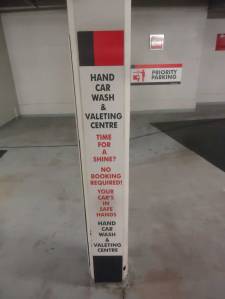 HAND
CAR
WASH
&
VALETING
CENTRE
TIME
FOR A
SHINE?
NO
BOOKING
REQUIRED!
YOUR
CAR'S
IN
SAFE
HANDS
HAND
CAR
WASH
&
VALETING
CENTRE
PRIORITY
PARKING